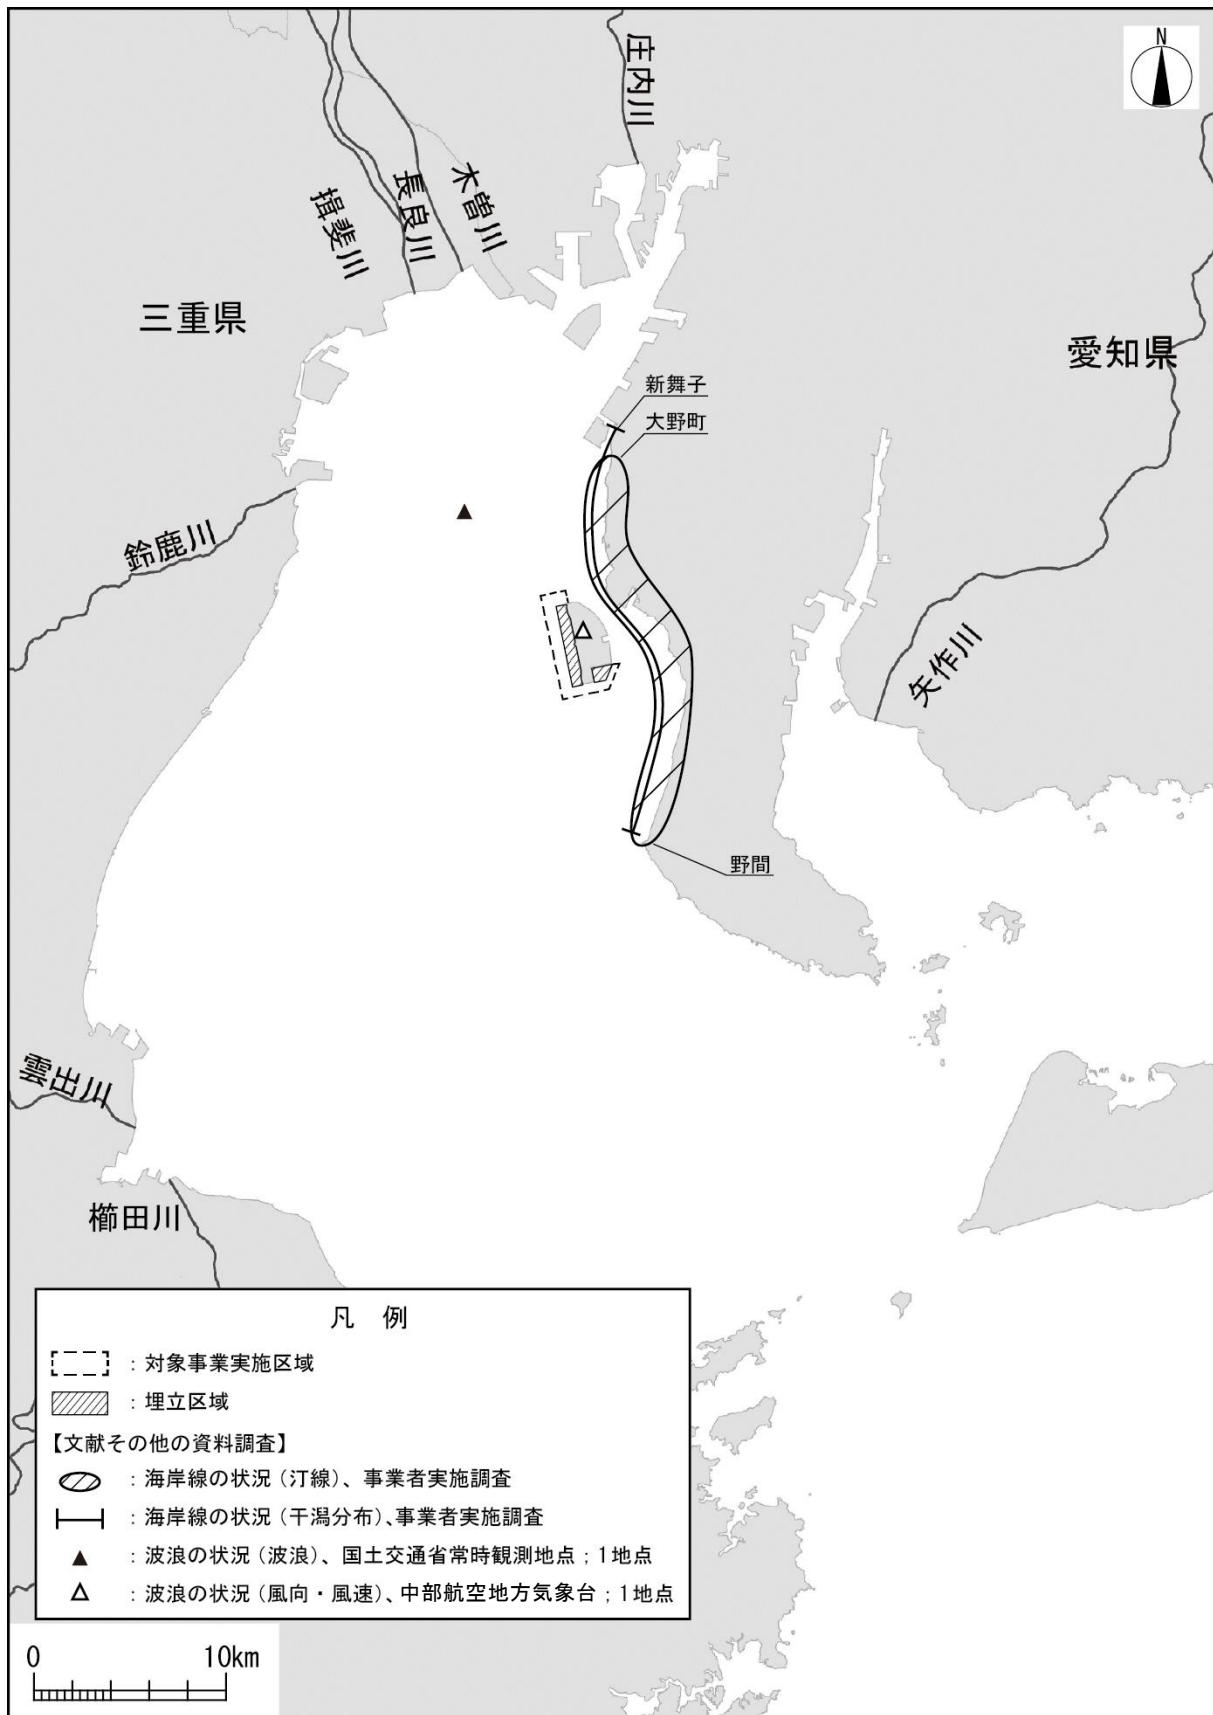 N
庄内川
木曽川
長良川
揖斐川
三重県
愛知県
新舞子
大野町
鈴鹿川
矢作川
野間
雲出川
櫛田川
凡 例
：対象事業実施区域
：埋立区域
【文献その他の資料調査】
：海岸線の状況（汀線）、事業者実施調査
：海岸線の状況（干潟分布）、事業者実施調査
：波浪の状況（波浪）、国土交通省常時観測地点；1地点
：波浪の状況（風向・風速）、中部航空地方気象台；1地点
0 10km